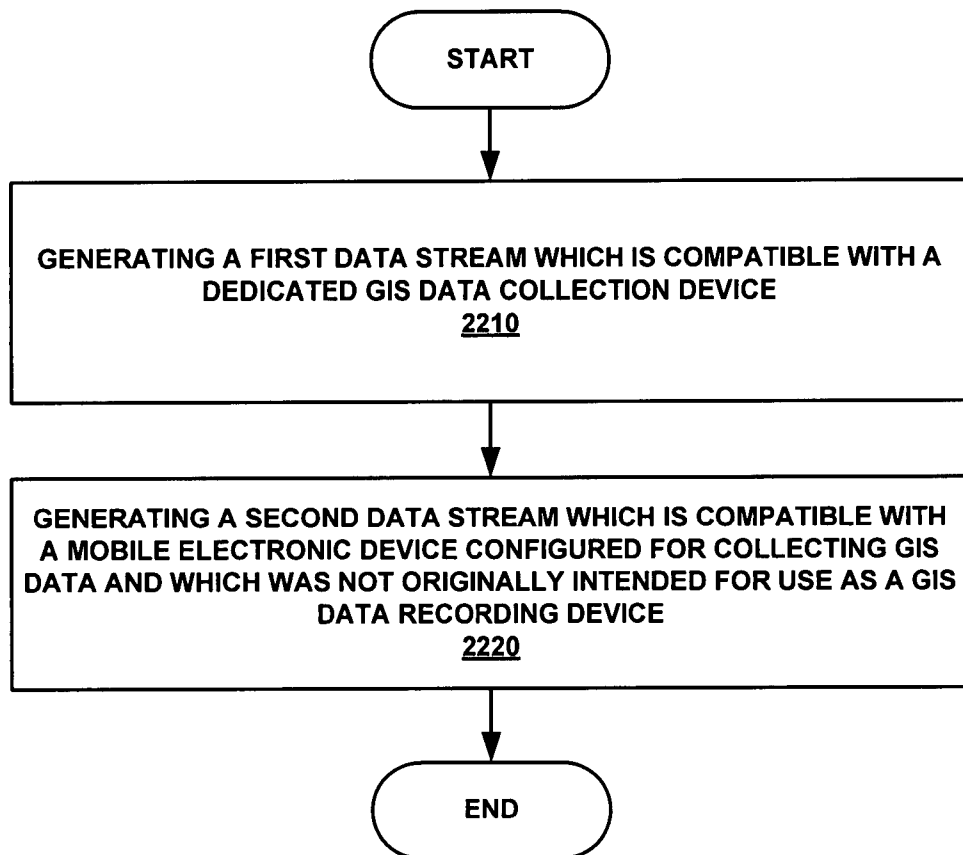 START
GENERATING A FIRST DATA STREAM WHICH IS COMPATIBLE WITH A
DEDICATED GIS DATA COLLECTION DEVICE
2210
GENERATING A SECOND DATA STREAM WHICH IS COMPATIBLE WITH
A MOBILE ELECTRONIC DEVICE CONFIGURED FOR COLLECTING GIS
DATA AND WHICH WAS NOT ORIGINALLY INTENDED FOR USE AS A GIS
DATA RECORDING DEVICE
2220
END